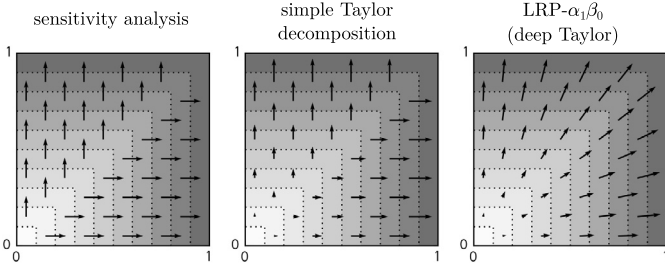 sensitivity analysis
simple Taylor
decomposition
LRP-α₁β₀
(deep Taylor)
1
1
1
0
0
0
0
1
0
1
0
1